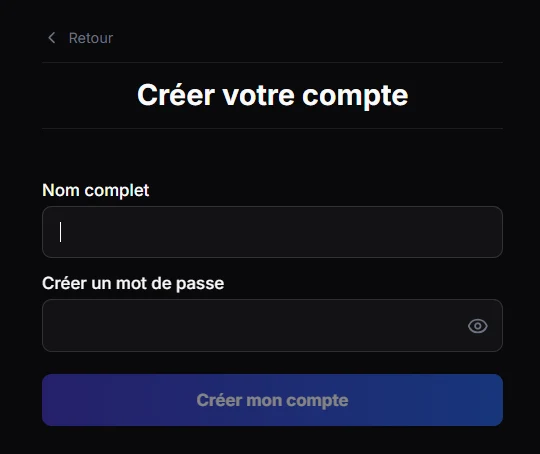 Retour
Créer votre compte
Nom complet
Créer un mot de passe
Créer mon compte